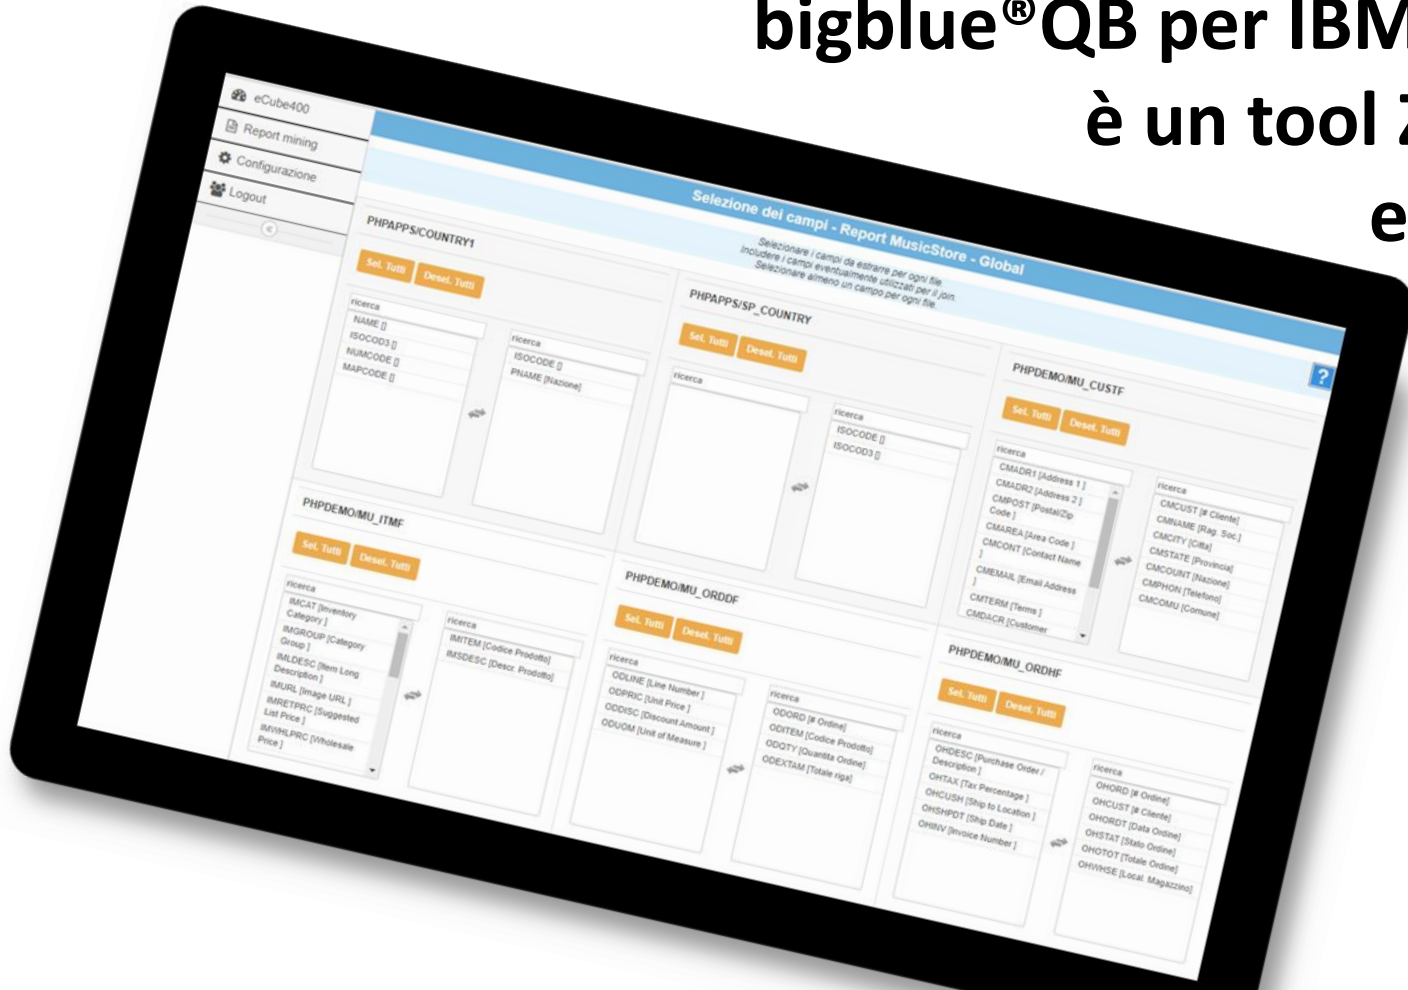 bigblue®QB per IBM
è un tool Z
e
eCube400
Report mining
Configurazione
Logout
Selezione dei campi - Report MusicStore - Global
Selezionare i campi da estrarre per ogni file.
Includere i campi eventualmente utilizzati per il join.
Selezionare almeno un campo per ogni file.
?
PHPAPPS/COUNTRY1
Sel. Tutti Desel. Tutti
ricerca
NAME []
ISOCOD3 []
NUMCODE []
MAPCODE []
ricerca
ISOCODE []
PNAME [Nazione]
PHPAPPS/SP_COUNTRY
Sel. Tutti Desel. Tutti
ricerca
ricerca
ISOCODE []
ISOCOD3 []
PHPDEMO/MU_CUSTF
Sel. Tutti Desel. Tutti
ricerca
CMADR1 [Address 1 ]
CMADR2 [Address 2 ]
CMPOST [Postal/Zip
Code ]
CMAREA [Area Code ]
CMCONT [Contact Name
]
CMEMAIL [Email Address
]
CMTERM [Terms ]
CMDACR [Customer
ricerca
CMCUST [# Cliente]
CMNAME [Rag. Soc.]
CMCITY [Citta]
CMSTATE [Provincia]
CMCOUNT [Nazione]
CMPHON [Telefono]
CMCOMU [Comune]
PHPDEMO/MU_ITMF
Sel. Tutti Desel. Tutti
ricerca
IMCAT [Inventory
Category ]
IMGROUP [Category
Group ]
IMLDESC [Item Long
Description ]
IMURL [Image URL ]
IMRETPRC [Suggested
List Price ]
IMWHLPRC [Wholesale
Price ]
ricerca
IMITEM [Codice Prodotto]
IMSDESC [Descr. Prodotto]
PHPDEMO/MU_ORDDF
Sel. Tutti Desel. Tutti
ricerca
ODLINE [Line Number ]
ODPRIC [Unit Price ]
ODDISC [Discount Amount ]
ODUOM [Unit of Measure ]
ricerca
ODORD [# Ordine]
ODITEM [Codice Prodotto]
ODQTY [Quantita Ordine]
ODEXTAM [Totale riga]
PHPDEMO/MU_ORDHF
Sel. Tutti Desel. Tutti
ricerca
OHDESC [Purchase Order /
Description ]
OHTAX [Tax Percentage ]
OHCUSH [Ship to Location ]
OHSHPDT [Ship Date ]
OHINV [Invoice Number ]
ricerca
OHORD [# Ordine]
OHCUST [# Cliente]
OHORDT [Data Ordine]
OHSTAT [Stato Ordine]
OHOTOT [Totale Ordine]
OHWHSE [Local. Magazzino]